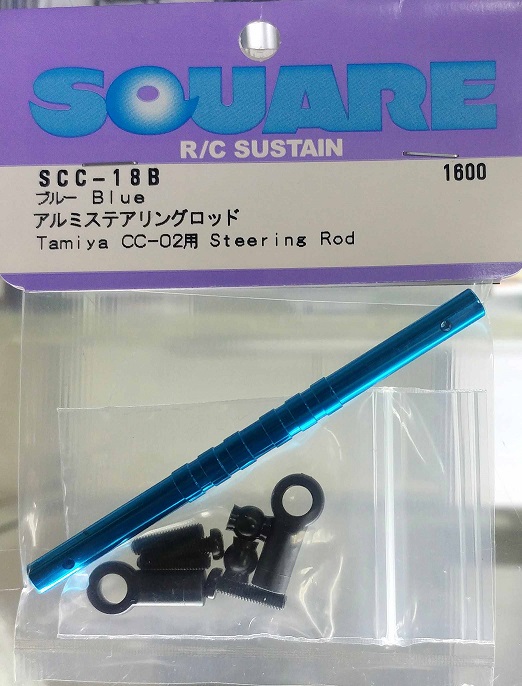 SQUARE
R/C SUSTAIN
SCC-18B 1600
ブルー Blue
アルミステアリングロッド
Tamiya CC-02用 Steering Rod